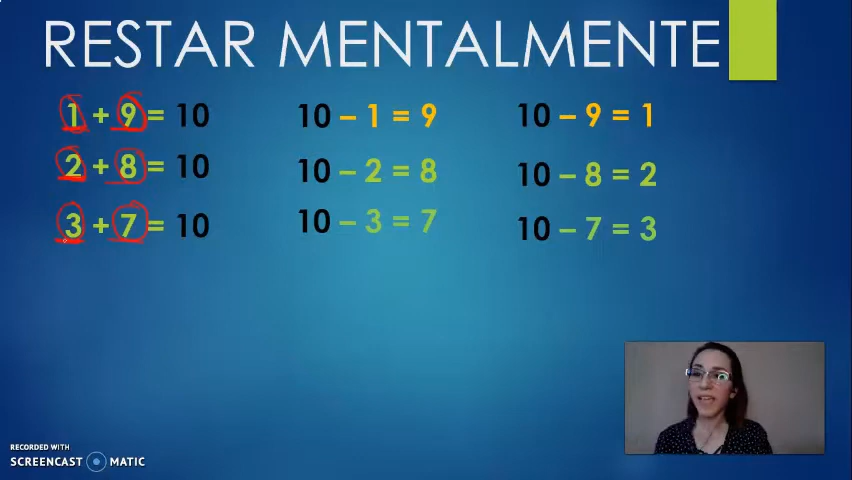 RESTAR MENTALMENTE
1 + 9 = 10
10 – 1 = 9
10 – 9 = 1
2 + 8 = 10
10 – 2 = 8
10 – 8 = 2
3 + 7 = 10
10 – 3 = 7
10 – 7 = 3
RECORDED WITH
SCREENCAST MATIC